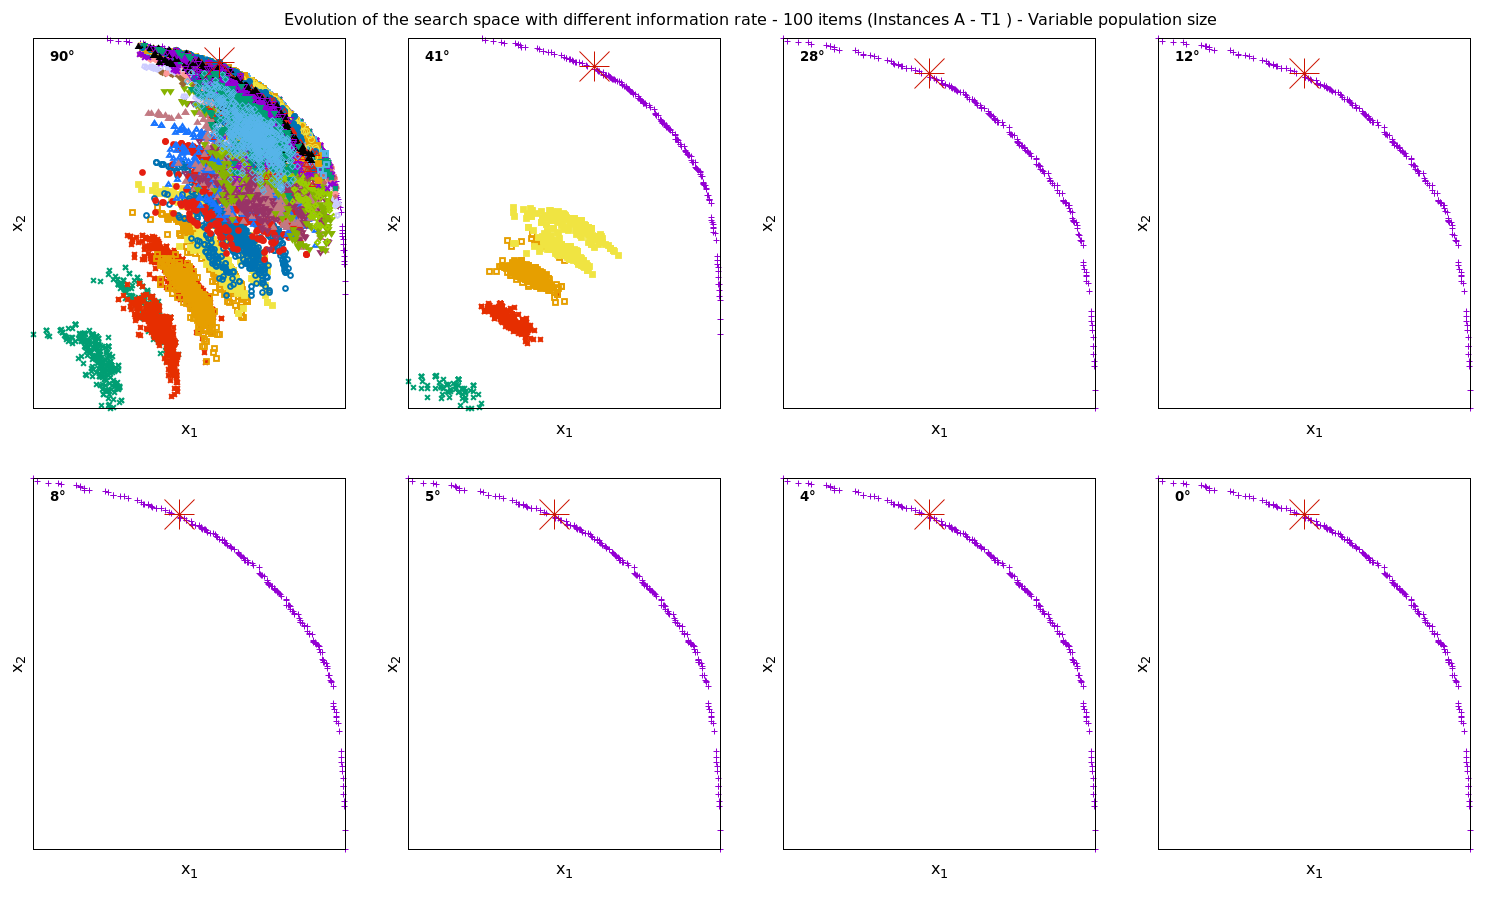 Evolution of the search space with different information rate - 100 items (Instances A - T1 ) - Variable population size
90°
41°
28°
12°
x2
x2
x2
x2
x1
x1
x1
x1
8°
5°
4°
0°
x2
x2
x2
x2
x1
x1
x1
x1